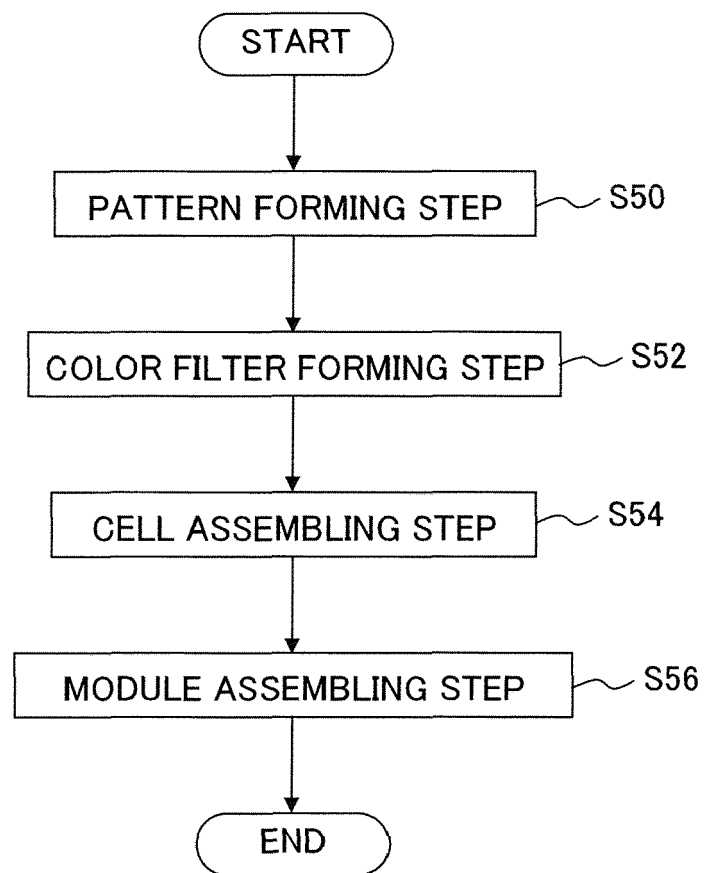 START
PATTERN FORMING STEP
S50
COLOR FILTER FORMING STEP
S52
CELL ASSEMBLING STEP
S54
MODULE ASSEMBLING STEP
S56
END